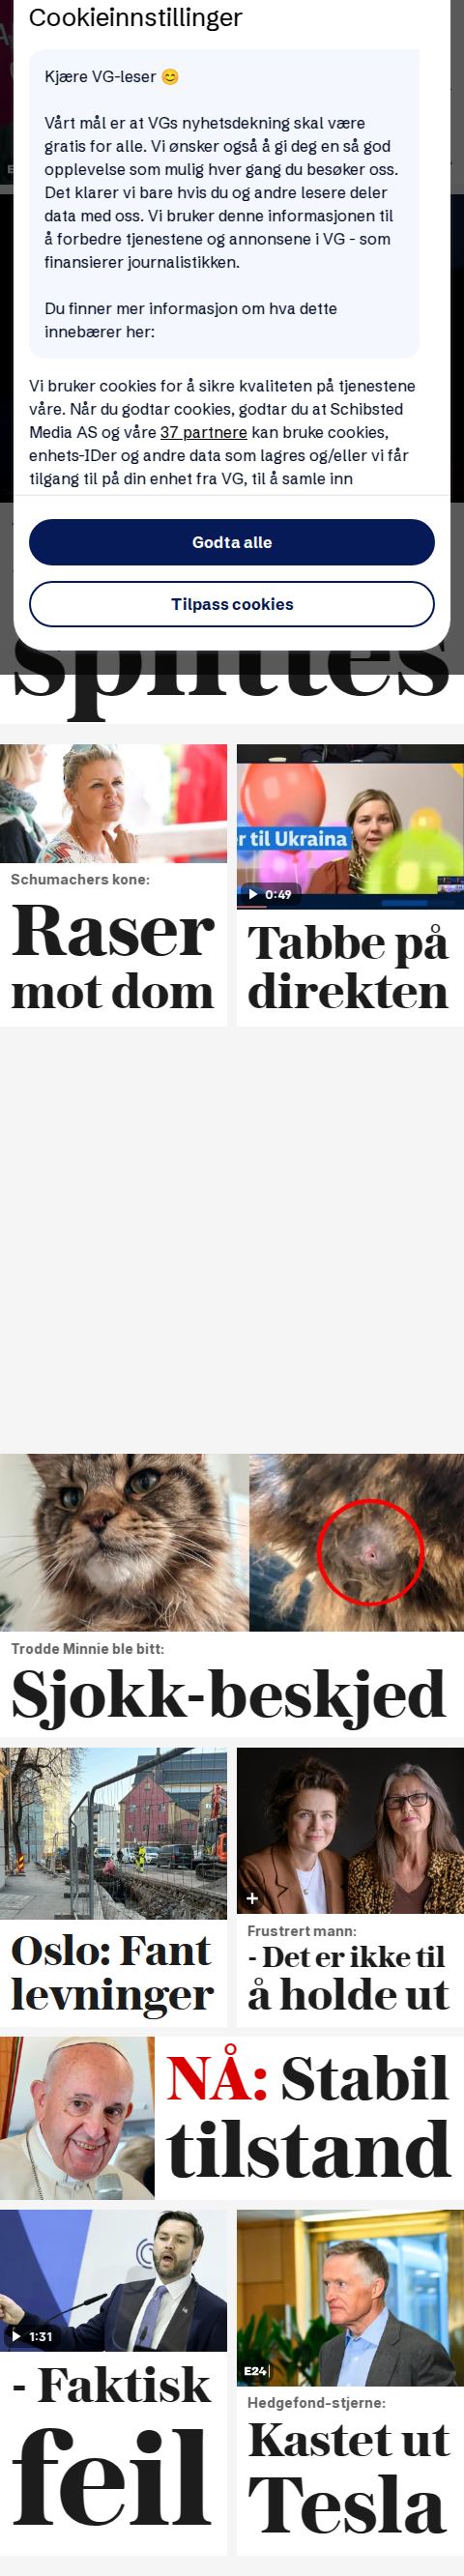 Cookieinnstillinger
Kjære VG-leser 😊
Vårt mål er at VGs nyhetsdekning skal være
gratis for alle. Vi ønsker også å gi deg en så god
opplevelse som mulig hver gang du besøker oss.
Det klarer vi bare hvis du og andre lesere deler
data med oss. Vi bruker denne informasjonen til
å forbedre tjenestene og annonsene i VG - som
finansierer journalistikken.
Du finner mer informasjon om hva dette
innebærer her:
Vi bruker cookies for å sikre kvaliteten på tjenestene
våre. Når du godtar cookies, godtar du at Schibsted
Media AS og våre 37 partnere kan bruke cookies,
enhets-IDer og andre data som lagres og/eller vi får
tilgang til på din enhet fra VG, til å samle inn
Godta alle
Tilpass cookies
splittes
r til Ukraina
0:49
Schumachers kone:
Raser
mot dom
Tabbe på
direkten
Trodde Minnie ble bitt:
Sjokk-beskjed
Oslo: Fant
levninger
Frustrert mann:
- Det er ikke til
å holde ut
NÅ: Stabil
tilstand
1:31
- Faktisk
feil
E24
Hedgefond-stjerne:
Kastet ut
Tesla